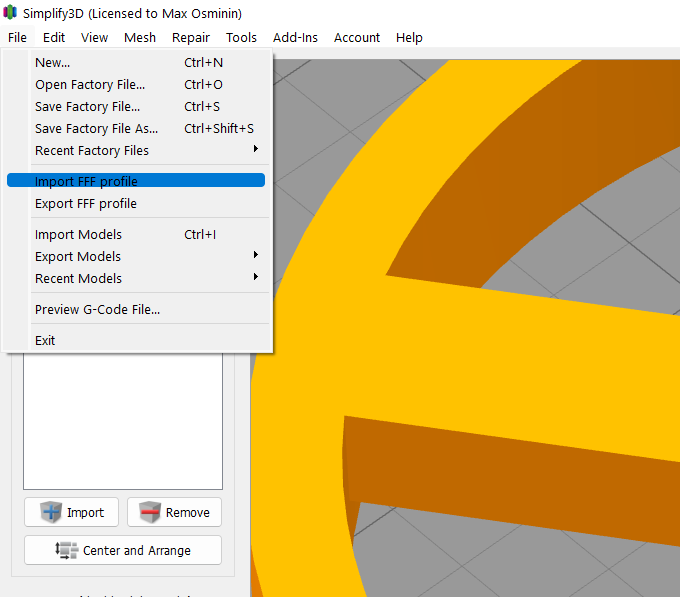 Simplify3D (Licensed to Max Osminin)
File Edit View Mesh Repair Tools Add-Ins Account Help
New... Ctrl+N
Open Factory File... Ctrl+O
Save Factory File... Ctrl+S
Save Factory File As... Ctrl+Shift+S
Recent Factory Files
Import FFF profile
Export FFF profile
Import Models Ctrl+I
Export Models
Recent Models
Preview G-Code File...
Exit
Import Remove
Center and Arrange